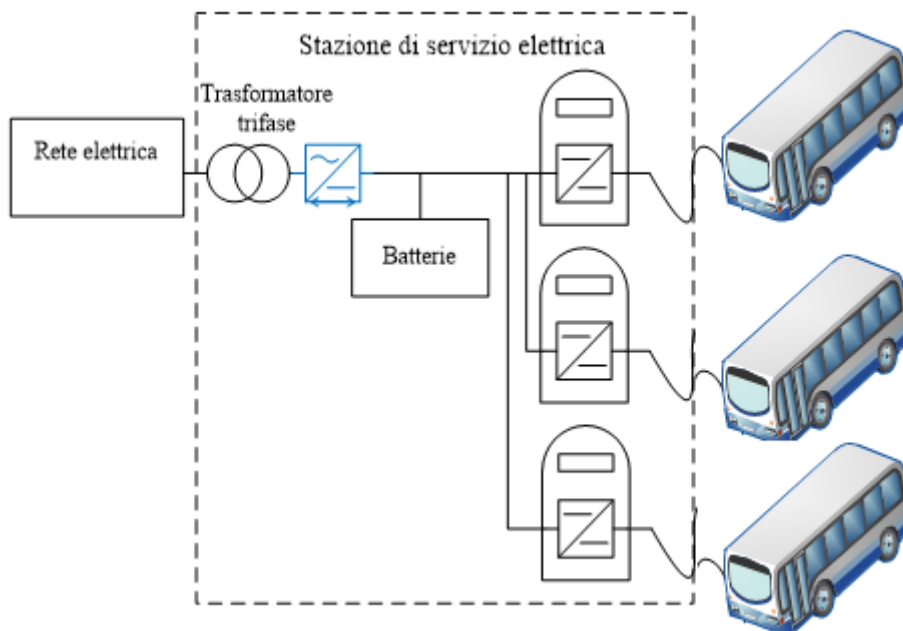 Stazione di servizio elettrica
Trasformatore
trifase
Rete elettrica
Batterie